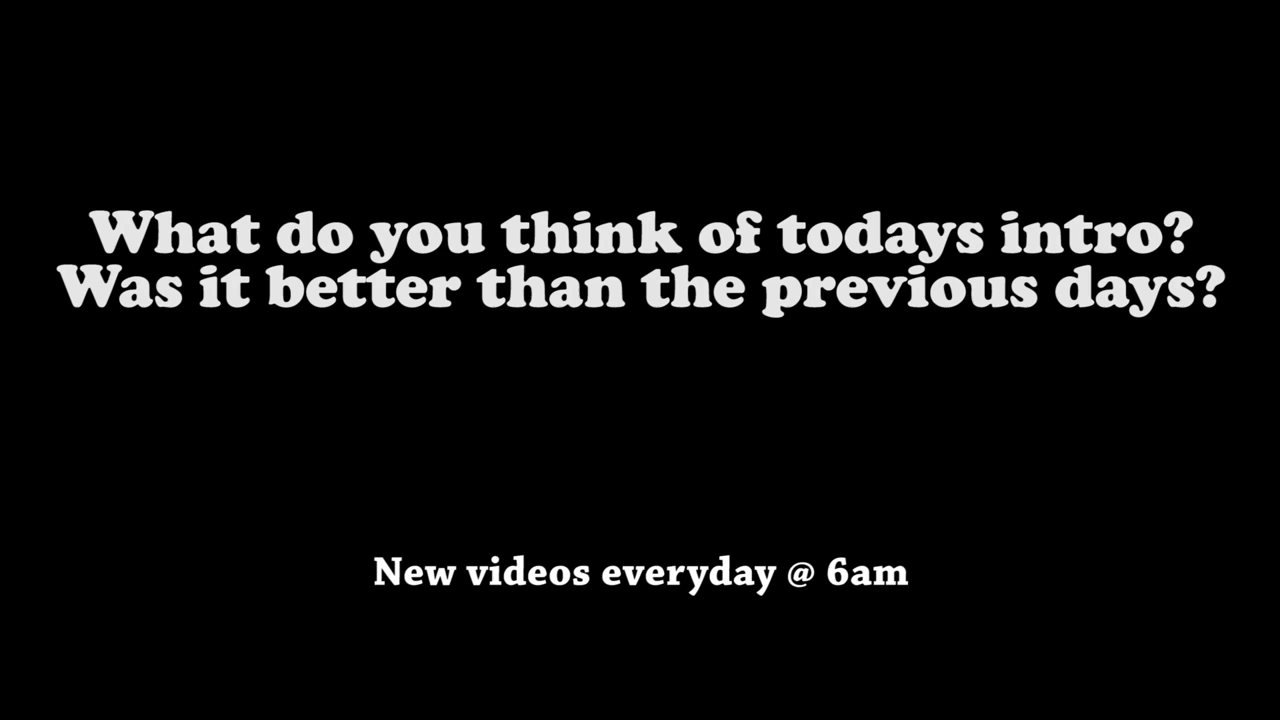 What do you think of todays intro?
Was it better than the previous days?
New videos everyday @ 6am